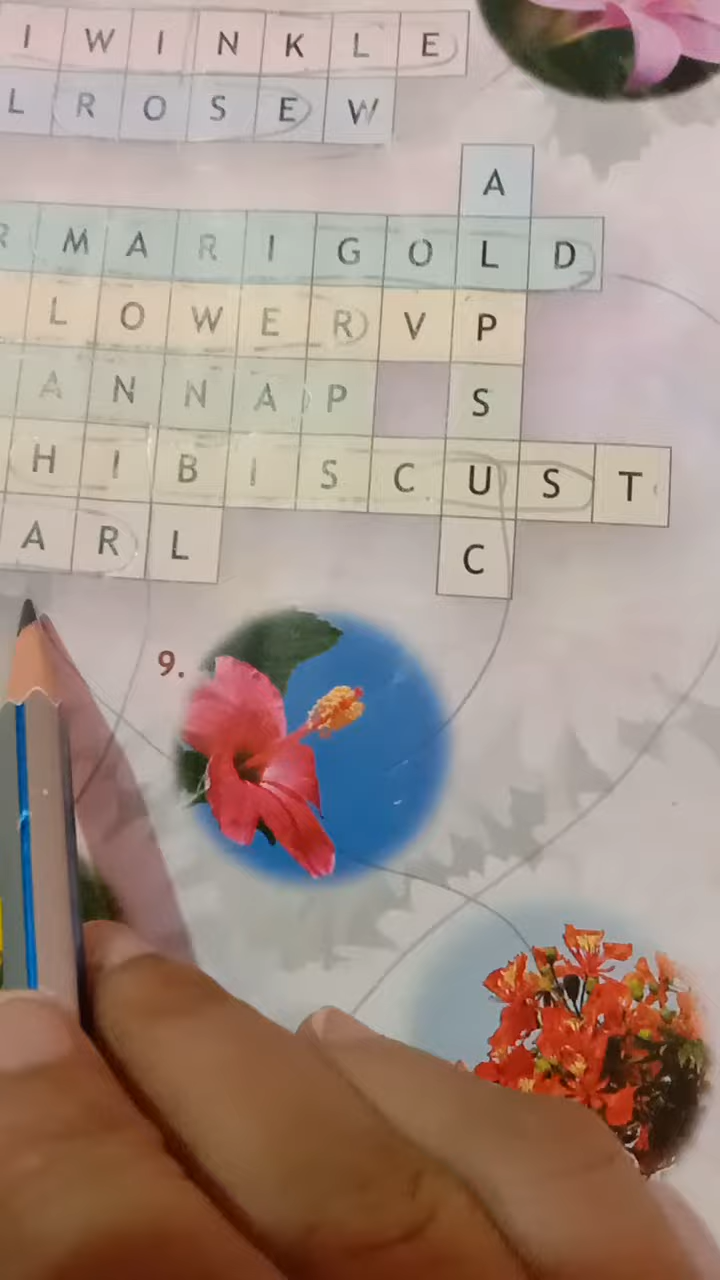 I W I N K L E
L R O S E W
A
R M A R I G O L D
L O W E R V P
A N N A P S
H I B I S C U S T
A R L C
9.